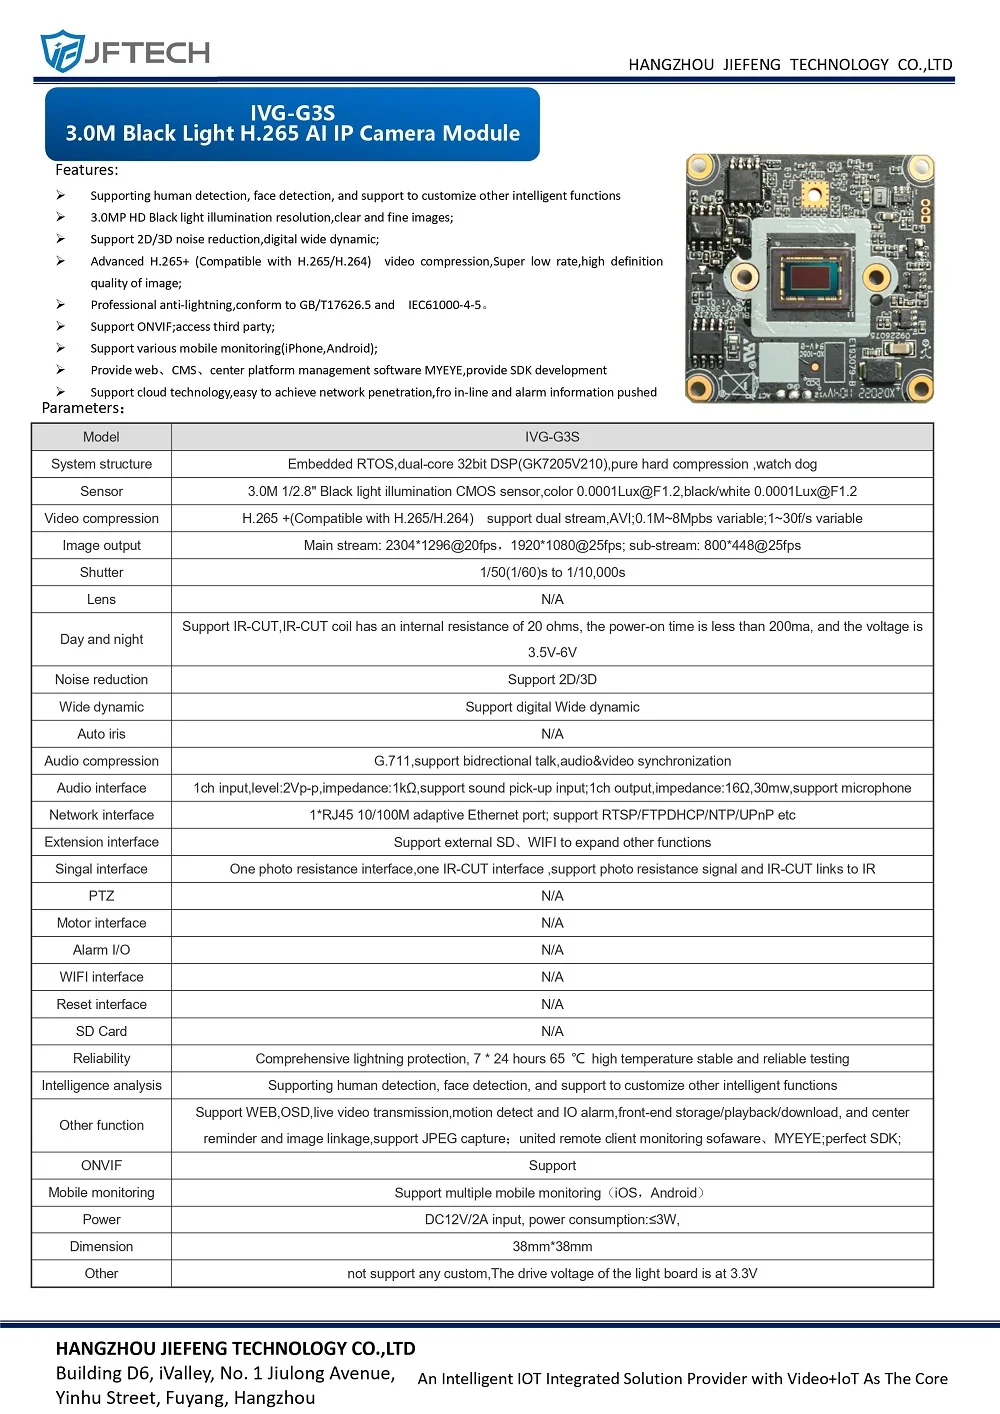 JFTECH
HANGZHOU JIEFENG TECHNOLOGY CO.,LTD
IVG-G3S
3.0M Black Light H.265 AI IP Camera Module
Features:
➢ Supporting human detection, face detection, and support to customize other intelligent functions
➢ 3.0MP HD Black light illumination resolution,clear and fine images;
➢ Support 2D/3D noise reduction,digital wide dynamic;
➢ Advanced H.265+ (Compatible with H.265/H.264) video compression,Super low rate,high definition
quality of image;
➢ Professional anti-lightning,conform to GB/T17626.5 and IEC61000-4-5。
➢ Support ONVIF;access third party;
➢ Support various mobile monitoring(iPhone,Android);
➢ Provide web、CMS、center platform management software MYEYE,provide SDK development
➢ Support cloud technology,easy to achieve network penetration,fro in-line and alarm information pushed
Parameters：
Model IVG-G3S
System structure Embedded RTOS,dual-core 32bit DSP(GK7205V210),pure hard compression ,watch dog
Sensor 3.0M 1/2.8" Black light illumination CMOS sensor,color 0.0001Lux@F1.2,black/white 0.0001Lux@F1.2
Video compression H.265 +(Compatible with H.265/H.264) support dual stream,AVI;0.1M~8Mpbs variable;1~30f/s variable
Image output Main stream: 2304*1296@20fps，1920*1080@25fps; sub-stream: 800*448@25fps
Shutter 1/50(1/60)s to 1/10,000s
Lens N/A
Day and night Support IR-CUT,IR-CUT coil has an internal resistance of 20 ohms, the power-on time is less than 200ma, and the voltage is
3.5V-6V
Noise reduction Support 2D/3D
Wide dynamic Support digital Wide dynamic
Auto iris N/A
Audio compression G.711,support bidrectional talk,audio&video synchronization
Audio interface 1ch input,level:2Vp-p,impedance:1kΩ,support sound pick-up input;1ch output,impedance:16Ω,30mw,support microphone
Network interface 1*RJ45 10/100M adaptive Ethernet port; support RTSP/FTPDHCP/NTP/UPnP etc
Extension interface Support external SD、WIFI to expand other functions
Singal interface One photo resistance interface,one IR-CUT interface ,support photo resistance signal and IR-CUT links to IR
PTZ N/A
Motor interface N/A
Alarm I/O N/A
WIFI interface N/A
Reset interface N/A
SD Card N/A
Reliability Comprehensive lightning protection, 7 * 24 hours 65 ℃ high temperature stable and reliable testing
Intelligence analysis Supporting human detection, face detection, and support to customize other intelligent functions
Other function Support WEB,OSD,live video transmission,motion detect and IO alarm,front-end storage/playback/download, and center
reminder and image linkage,support JPEG capture；united remote client monitoring sofaware、MYEYE;perfect SDK;
ONVIF Support
Mobile monitoring Support multiple mobile monitoring（iOS，Android）
Power DC12V/2A input, power consumption:≤3W,
Dimension 38mm*38mm
Other not support any custom,The drive voltage of the light board is at 3.3V
HANGZHOU JIEFENG TECHNOLOGY CO.,LTD
Building D6, iValley, No. 1 Jiulong Avenue,
Yinhu Street, Fuyang, Hangzhou
An Intelligent IOT Integrated Solution Provider with Video+IoT As The Core